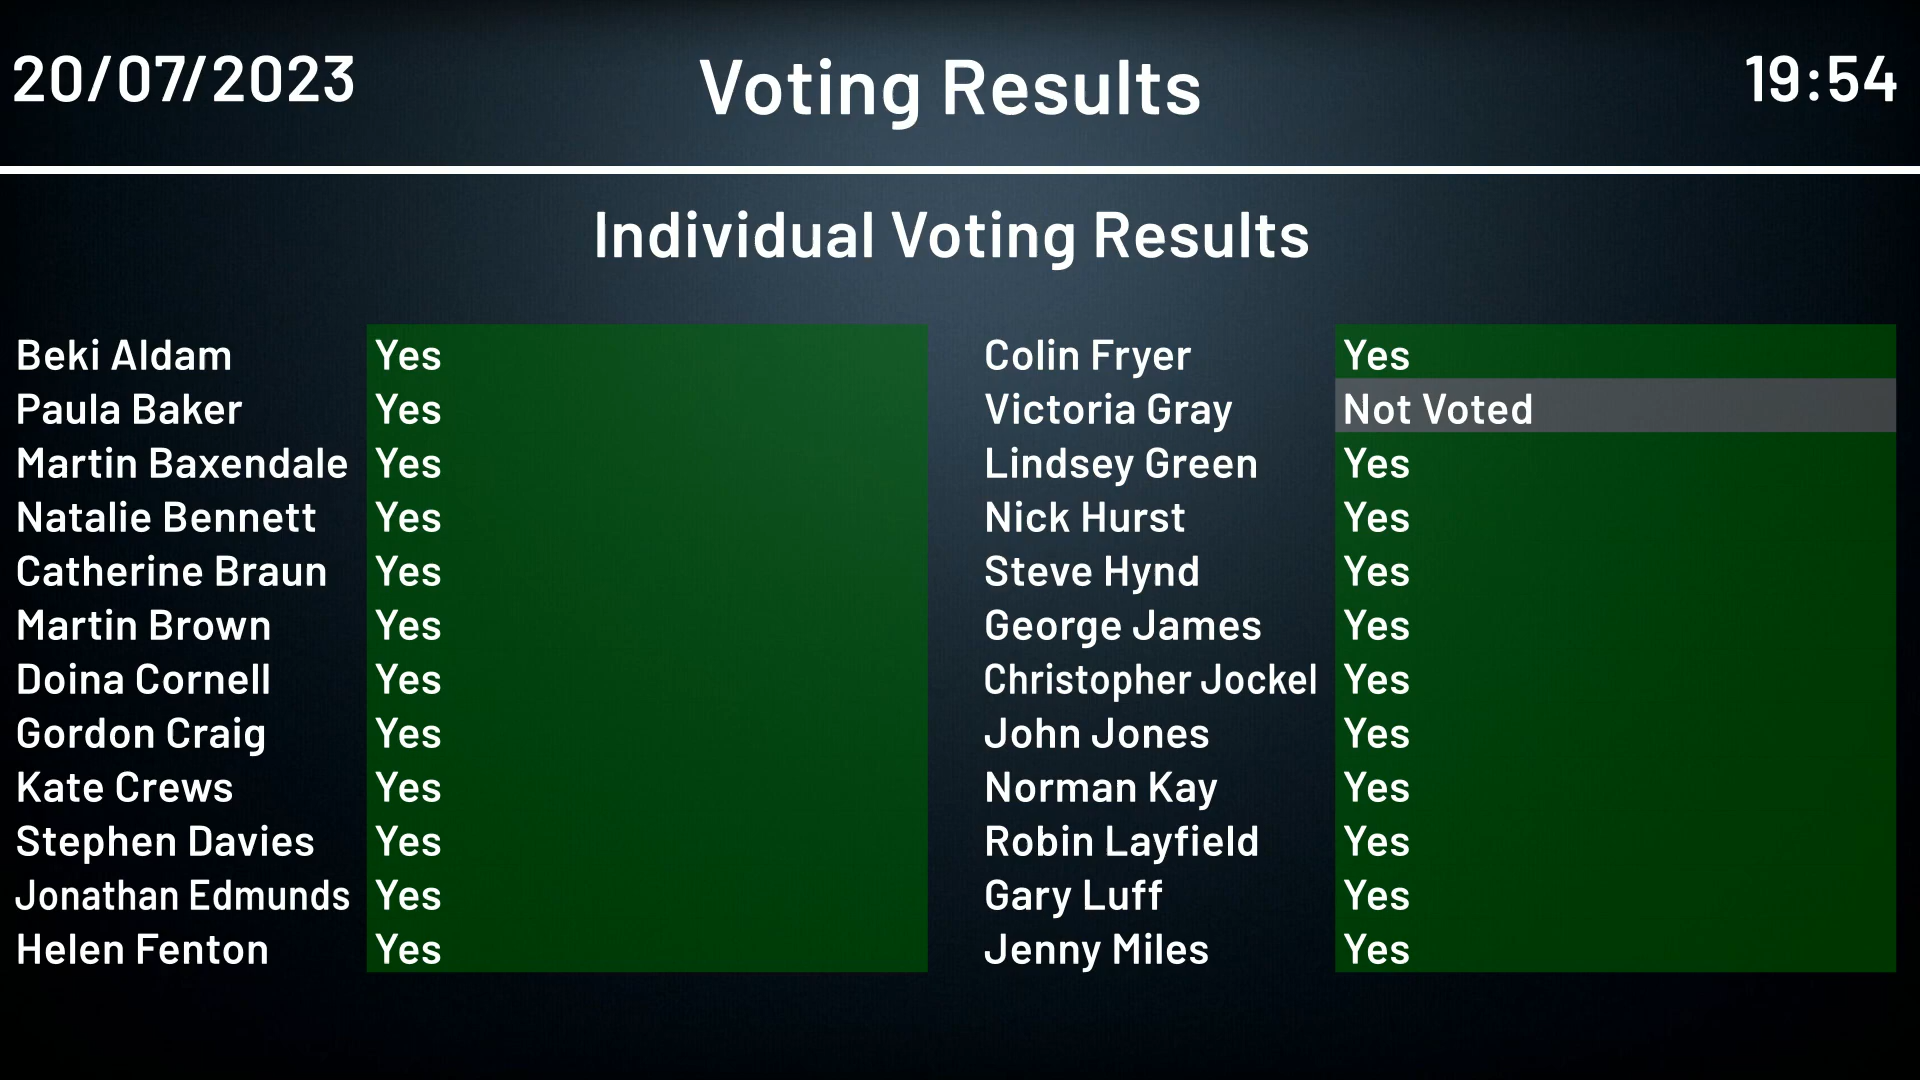 20/07/2023 Voting Results 19:54
Individual Voting Results
Beki Aldam Yes
Paula Baker Yes
Martin Baxendale Yes
Natalie Bennett Yes
Catherine Braun Yes
Martin Brown Yes
Doina Cornell Yes
Gordon Craig Yes
Kate Crews Yes
Stephen Davies Yes
Jonathan Edmunds Yes
Helen Fenton Yes
Colin Fryer Yes
Victoria Gray Not Voted
Lindsey Green Yes
Nick Hurst Yes
Steve Hynd Yes
George James Yes
Christopher Jockel Yes
John Jones Yes
Norman Kay Yes
Robin Layfield Yes
Gary Luff Yes
Jenny Miles Yes